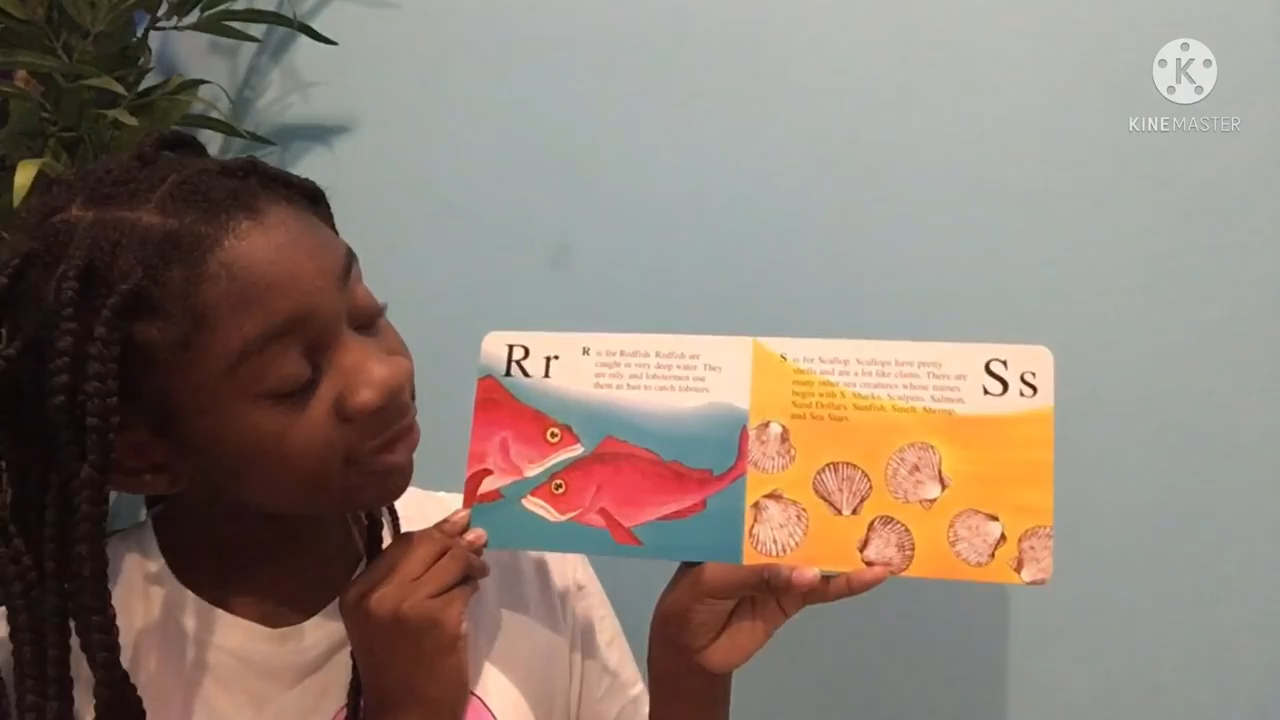 Rr
R is for Redfish. Redfish are
caught in very deep water. They
are oily and lobstermen use
them as bait to catch lobsters.
Ss
S is for Scallop. Scallops have pretty
shells and are a lot like clams. There are
many other sea creatures whose names
begin with S. Sharks, Sculpins, Salmon,
Sand Dollars, Sunfish, Smelt, Shrimp,
and Sea Stars.
K
KINEMASTER